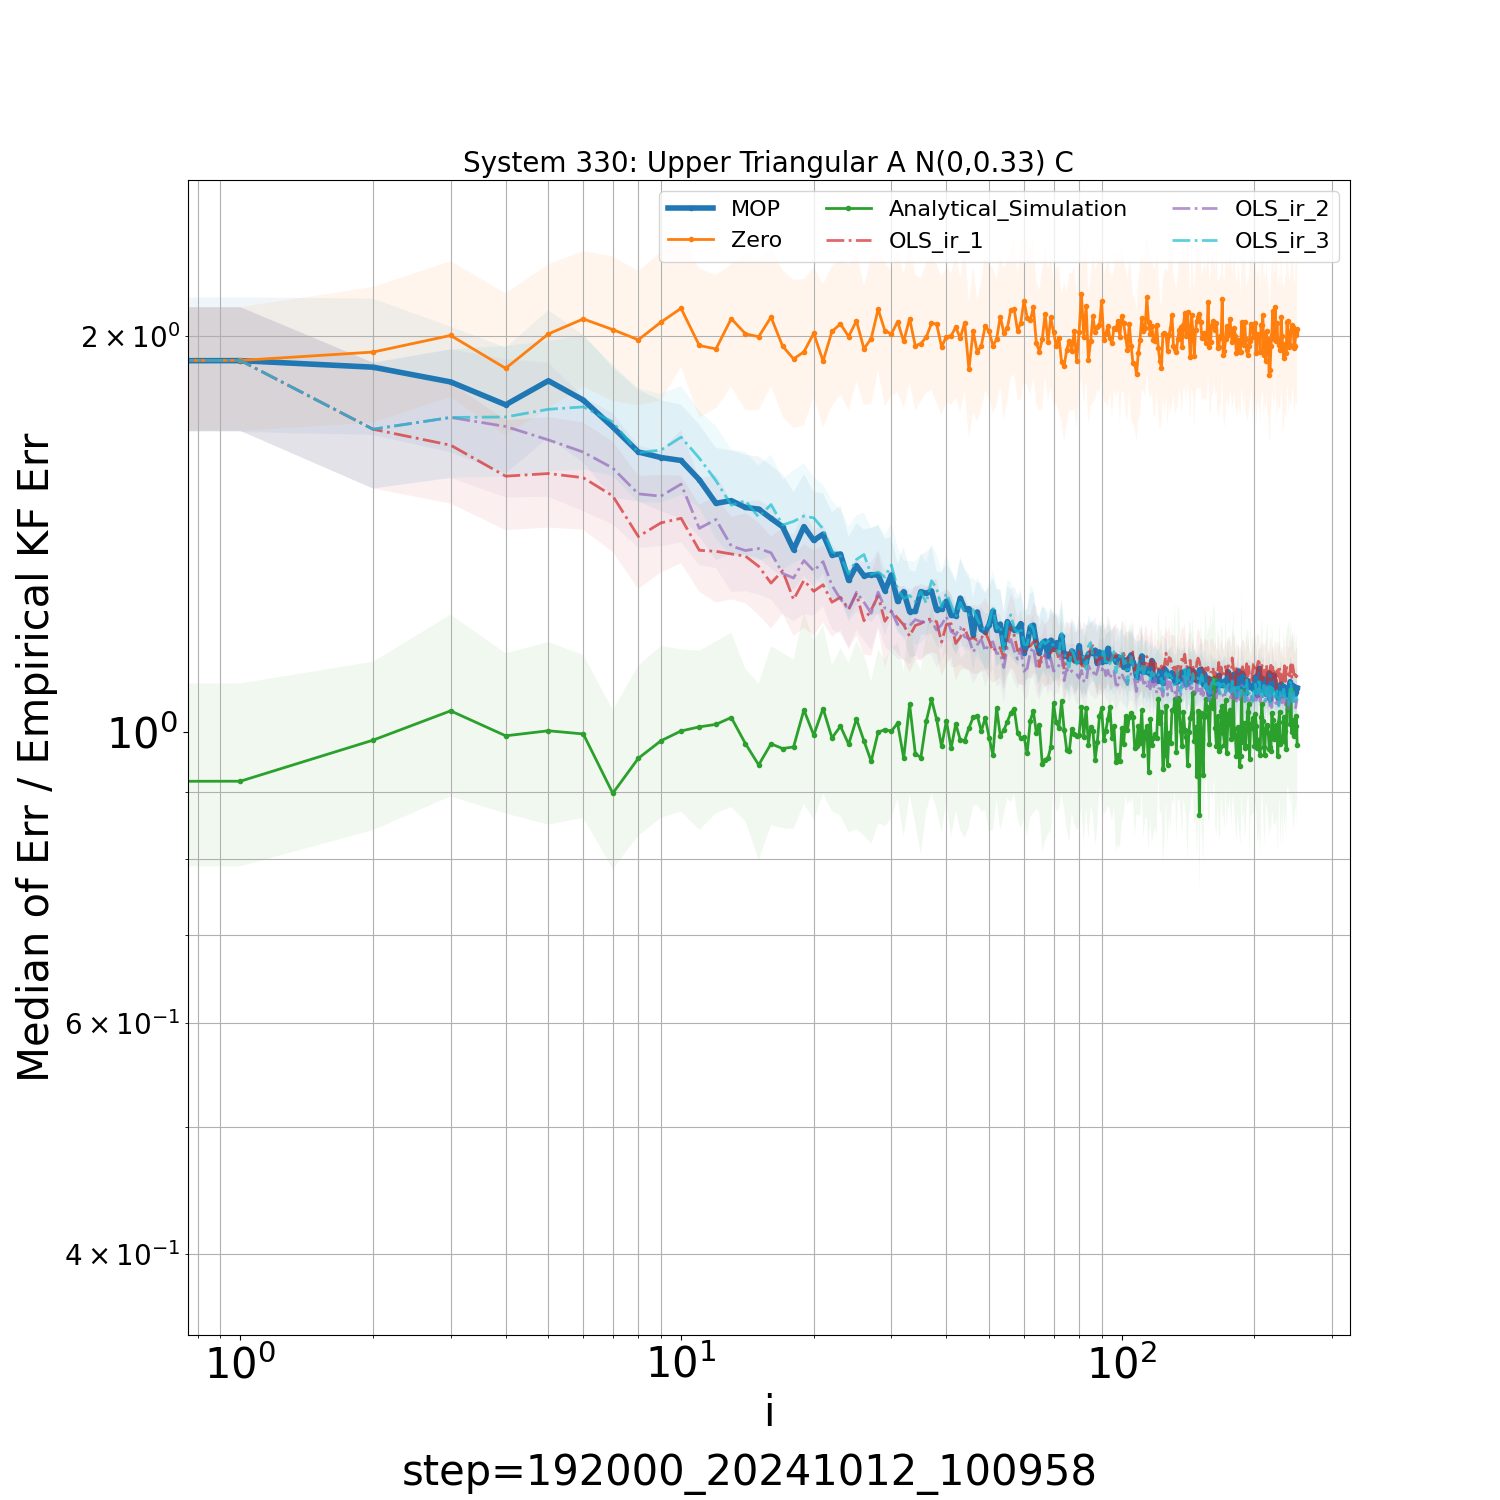 System 330: Upper Triangular A N(0,0.33) C
MOP
Zero
Analytical_Simulation
OLS_ir_1
OLS_ir_2
OLS_ir_3
Median of Err / Empirical KF Err
2 × 10⁰
10⁰
6 × 10⁻¹
4 × 10⁻¹
10⁰ 10¹ 10²
i
step=192000_20241012_100958